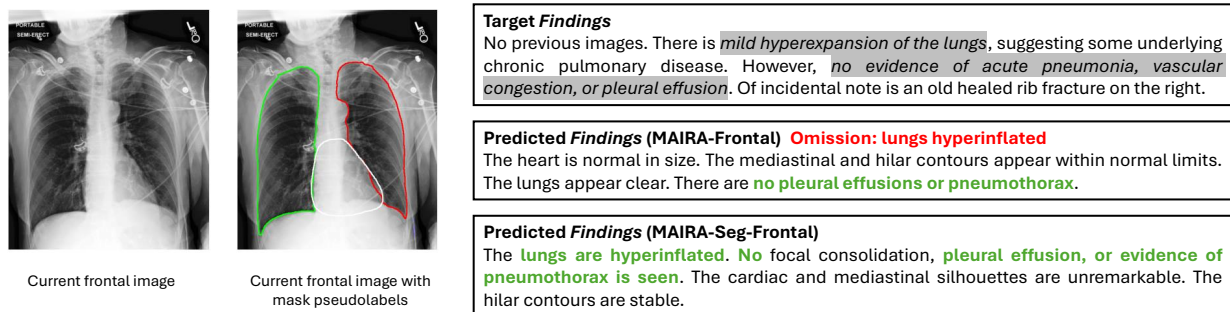 PORTABLE
SEMI-ERECT
PORTABLE
SEMI-ERECT
Current frontal image
Current frontal image with
mask pseudolabels
Target Findings
No previous images. There is mild hyperexpansion of the lungs, suggesting some underlying
chronic pulmonary disease. However, no evidence of acute pneumonia, vascular
congestion, or pleural effusion. Of incidental note is an old healed rib fracture on the right.
Predicted Findings (MAIRA-Frontal) Omission: lungs hyperinflated
The heart is normal in size. The mediastinal and hilar contours appear within normal limits.
The lungs appear clear. There are no pleural effusions or pneumothorax.
Predicted Findings (MAIRA-Seg-Frontal)
The lungs are hyperinflated. No focal consolidation, pleural effusion, or evidence of
pneumothorax is seen. The cardiac and mediastinal silhouettes are unremarkable. The
hilar contours are stable.